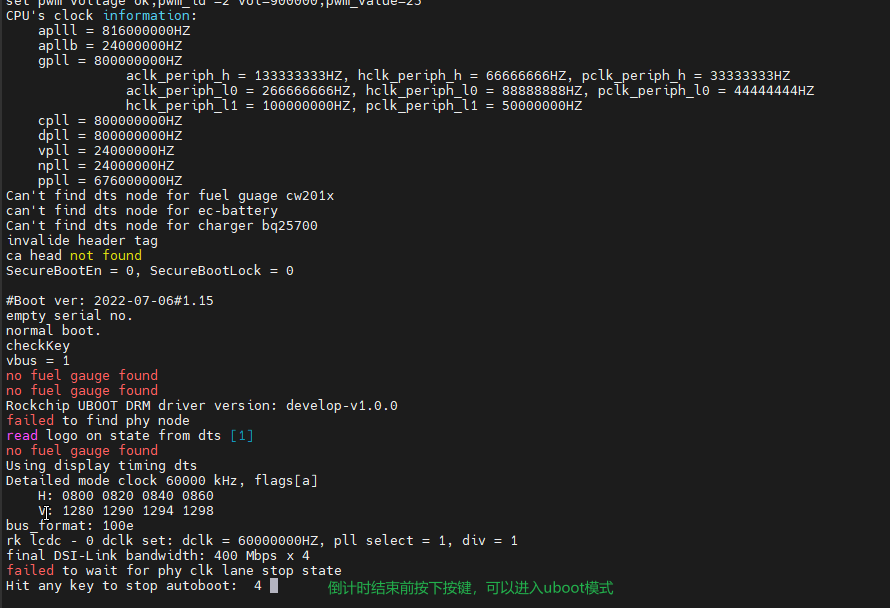 set pwm voltage ok,pwm_id =2 vol=900000,pwm_value=25
CPU's clock information:
    aplll = 816000000HZ
    apllb = 24000000HZ
    gpll = 800000000HZ
               aclk_periph_h = 133333333HZ, hclk_periph_h = 66666666HZ, pclk_periph_h = 33333333HZ
               aclk_periph_l0 = 266666666HZ, hclk_periph_l0 = 88888888HZ, pclk_periph_l0 = 44444444HZ
               hclk_periph_l1 = 100000000HZ, pclk_periph_l1 = 50000000HZ
    cpll = 800000000HZ
    dpll = 800000000HZ
    vpll = 24000000HZ
    npll = 24000000HZ
    ppll = 676000000HZ
Can't find dts node for fuel guage cw201x
can't find dts node for ec-battery
Can't find dts node for charger bq25700
invalide header tag
ca head not found
SecureBootEn = 0, SecureBootLock = 0

#Boot ver: 2022-07-06#1.15
empty serial no.
normal boot.
checkKey
vbus = 1
no fuel gauge found
no fuel gauge found
Rockchip UBOOT DRM driver version: develop-v1.0.0
failed to find phy node
read logo on state from dts [1]
no fuel gauge found
Using display timing dts
Detailed mode clock 60000 kHz, flags[a]
    H: 0800 0820 0840 0860
    V: 1280 1290 1294 1298
bus_format: 100e
rk lcdc - 0 dclk set: dclk = 60000000HZ, pll select = 1, div = 1
final DSI-Link bandwidth: 400 Mbps x 4
failed to wait for phy clk lane stop state
Hit any key to stop autoboot:  4 倒计时结束前按下按键，可以进入uboot模式